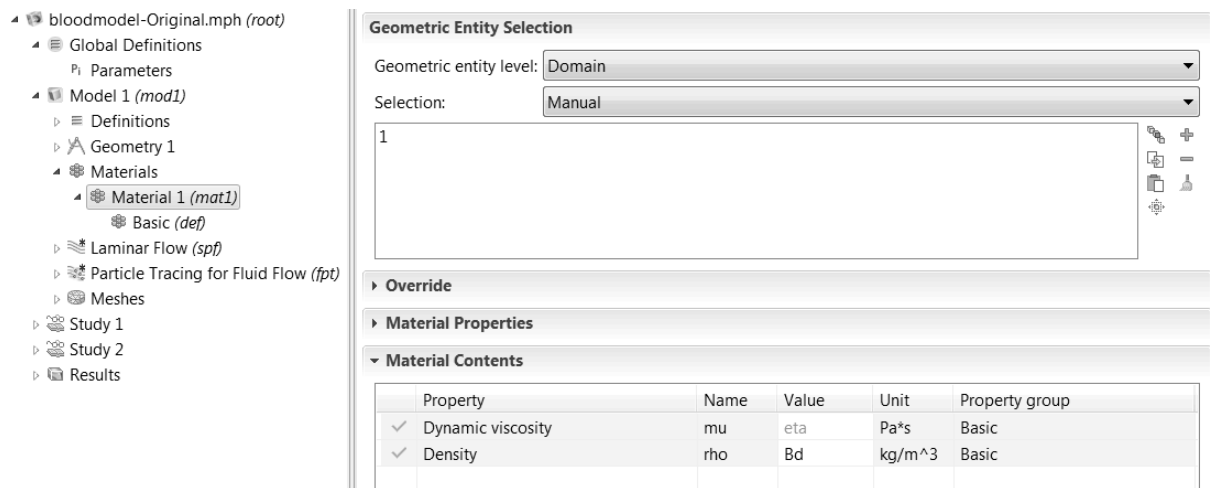 bloodmodel-Original.mph (root)
Global Definitions
Pi Parameters
Model 1 (mod1)
Definitions
Geometry 1
Materials
Material 1 (mat1)
Basic (def)
Laminar Flow (spf)
Particle Tracing for Fluid Flow (fpt)
Meshes
Study 1
Study 2
Results
Geometric Entity Selection
Geometric entity level: Domain
Selection: Manual
1
Override
Material Properties
Material Contents
Property Name Value Unit Property group
Dynamic viscosity mu eta Pa*s Basic
Density rho Bd kg/m^3 Basic